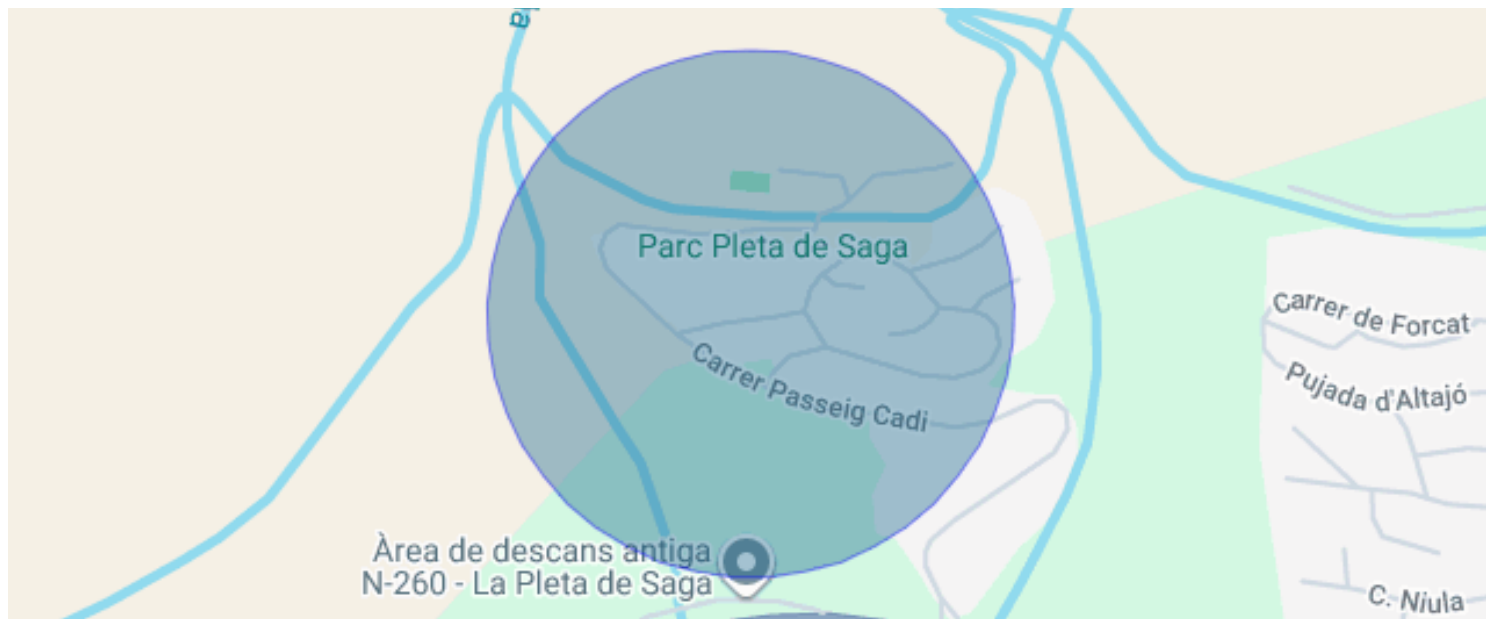 Parc Pleta de Saga
Carrer de Forcat
Carrer Passeig Cadi
Pujada d'Altajó
Àrea de descans antiga
N-260 - La Pleta de Saga
C. Niula